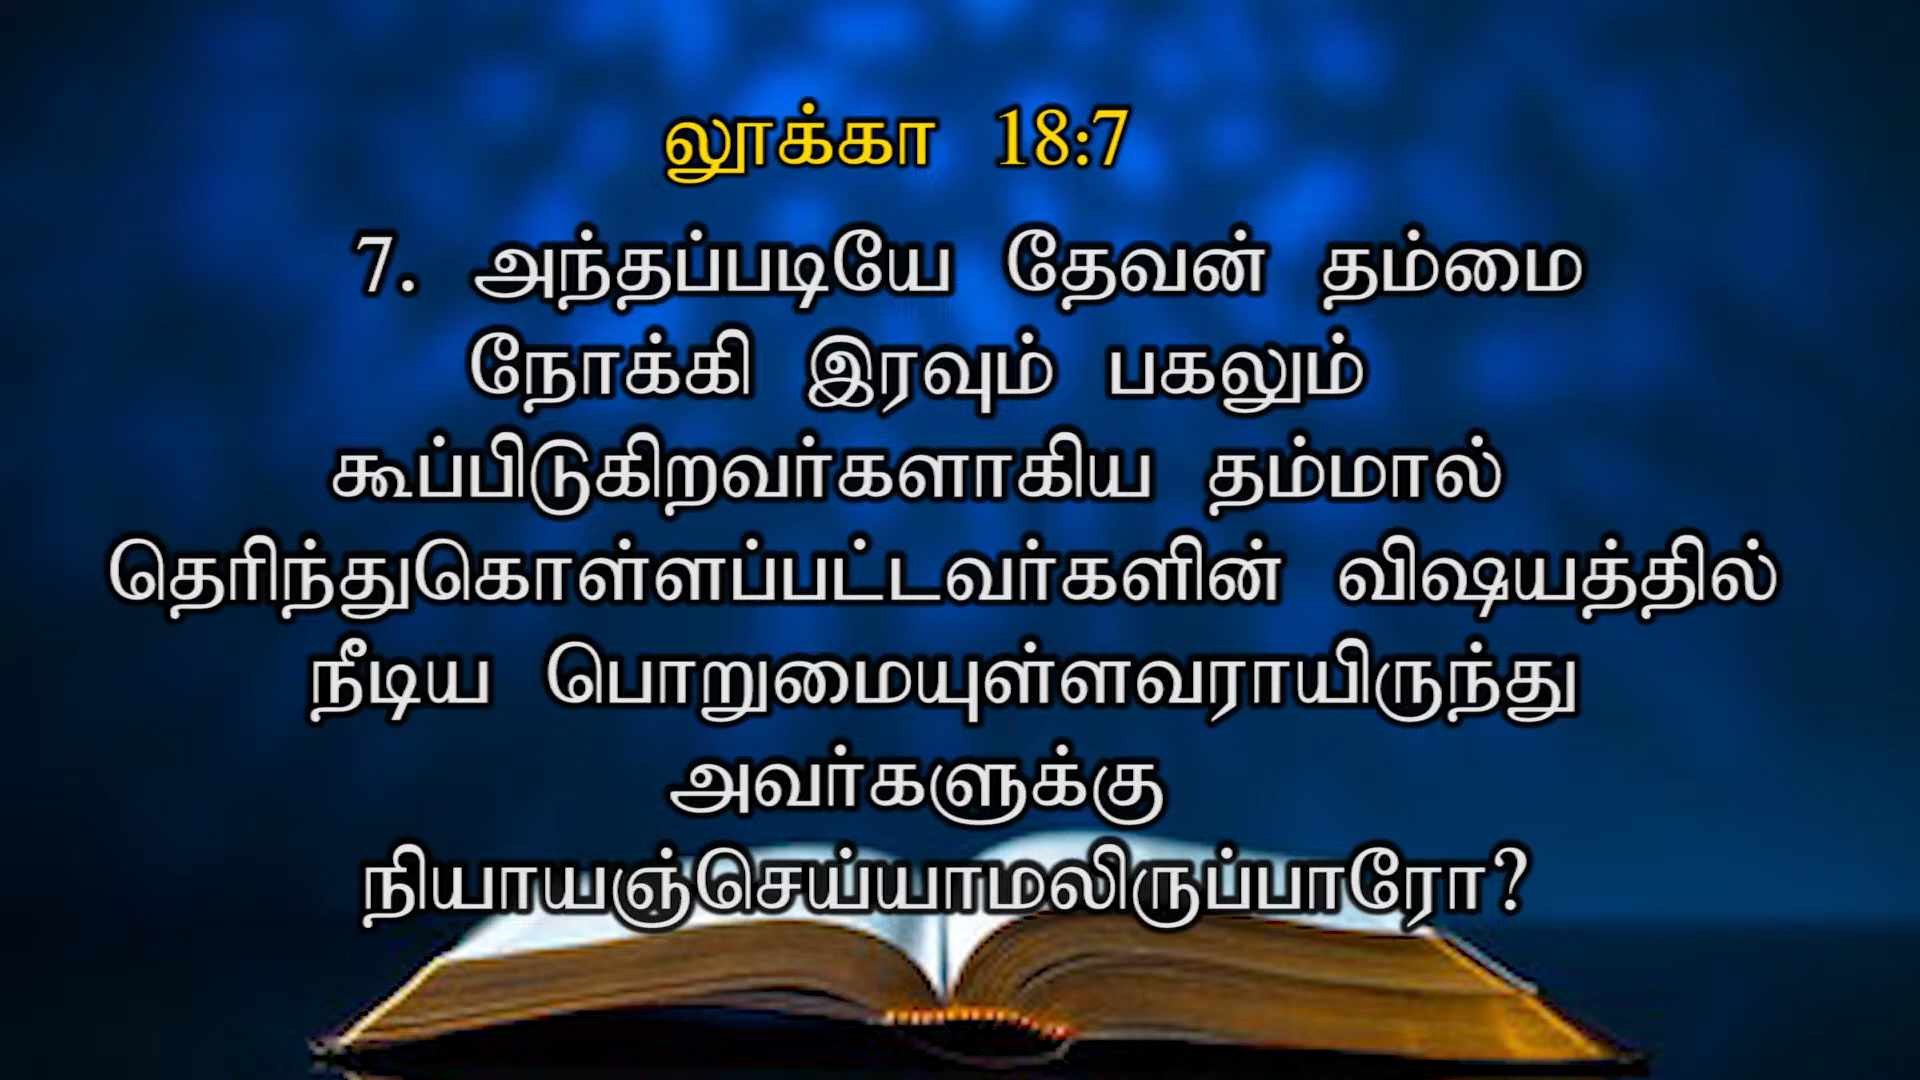 லூக்கா 18:7
7. அந்தப்படியே தேவன் தம்மை
நோக்கி இரவும் பகலும்
கூப்பிடுகிறவர்களாகிய தம்மால்
தெரிந்துகொள்ளப்பட்டவர்களின் விஷயத்தில்
நீடிய பொறுமையுள்ளவராயிருந்து
அவர்களுக்கு
நியாயஞ்செய்யாமலிருப்பாரோ?